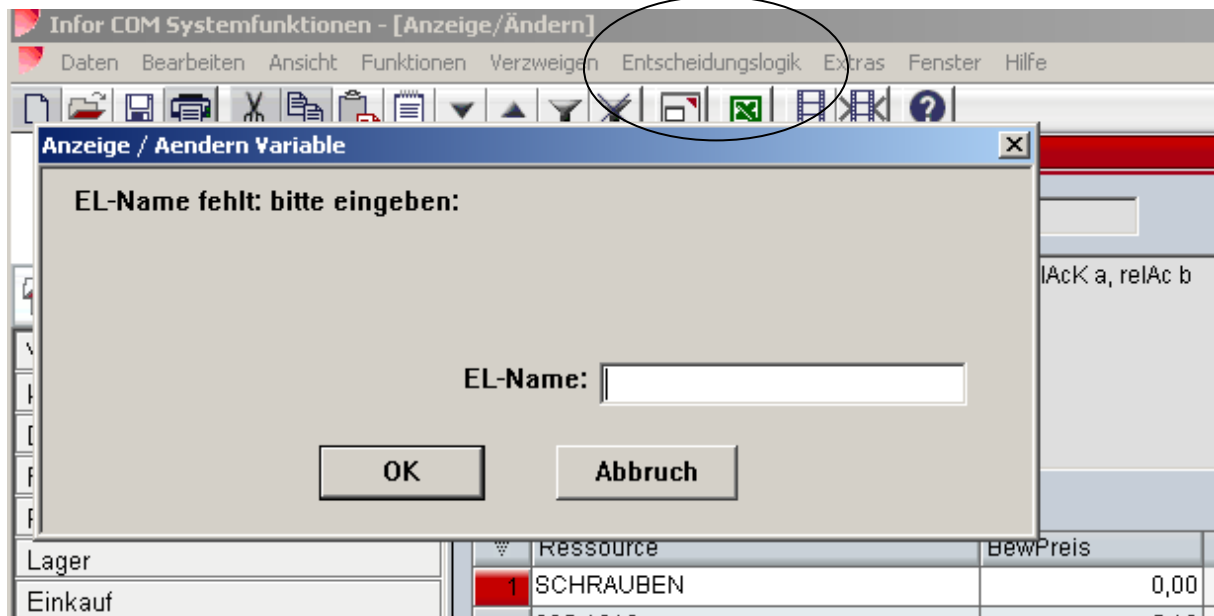 Infor COM Systemfunktionen - [Anzeige/Ändern]
Daten Bearbeiten Ansicht Funktionen Verzweigen Entscheidungslogik Extras Fenster Hilfe
Anzeige / Aendern Variable
EL-Name fehlt: bitte eingeben:
lAcK a, relAc b
EL-Name:
OK Abbruch
Ressource BewPreis
Lager
1 SCHRAUBEN 0,00
Einkauf